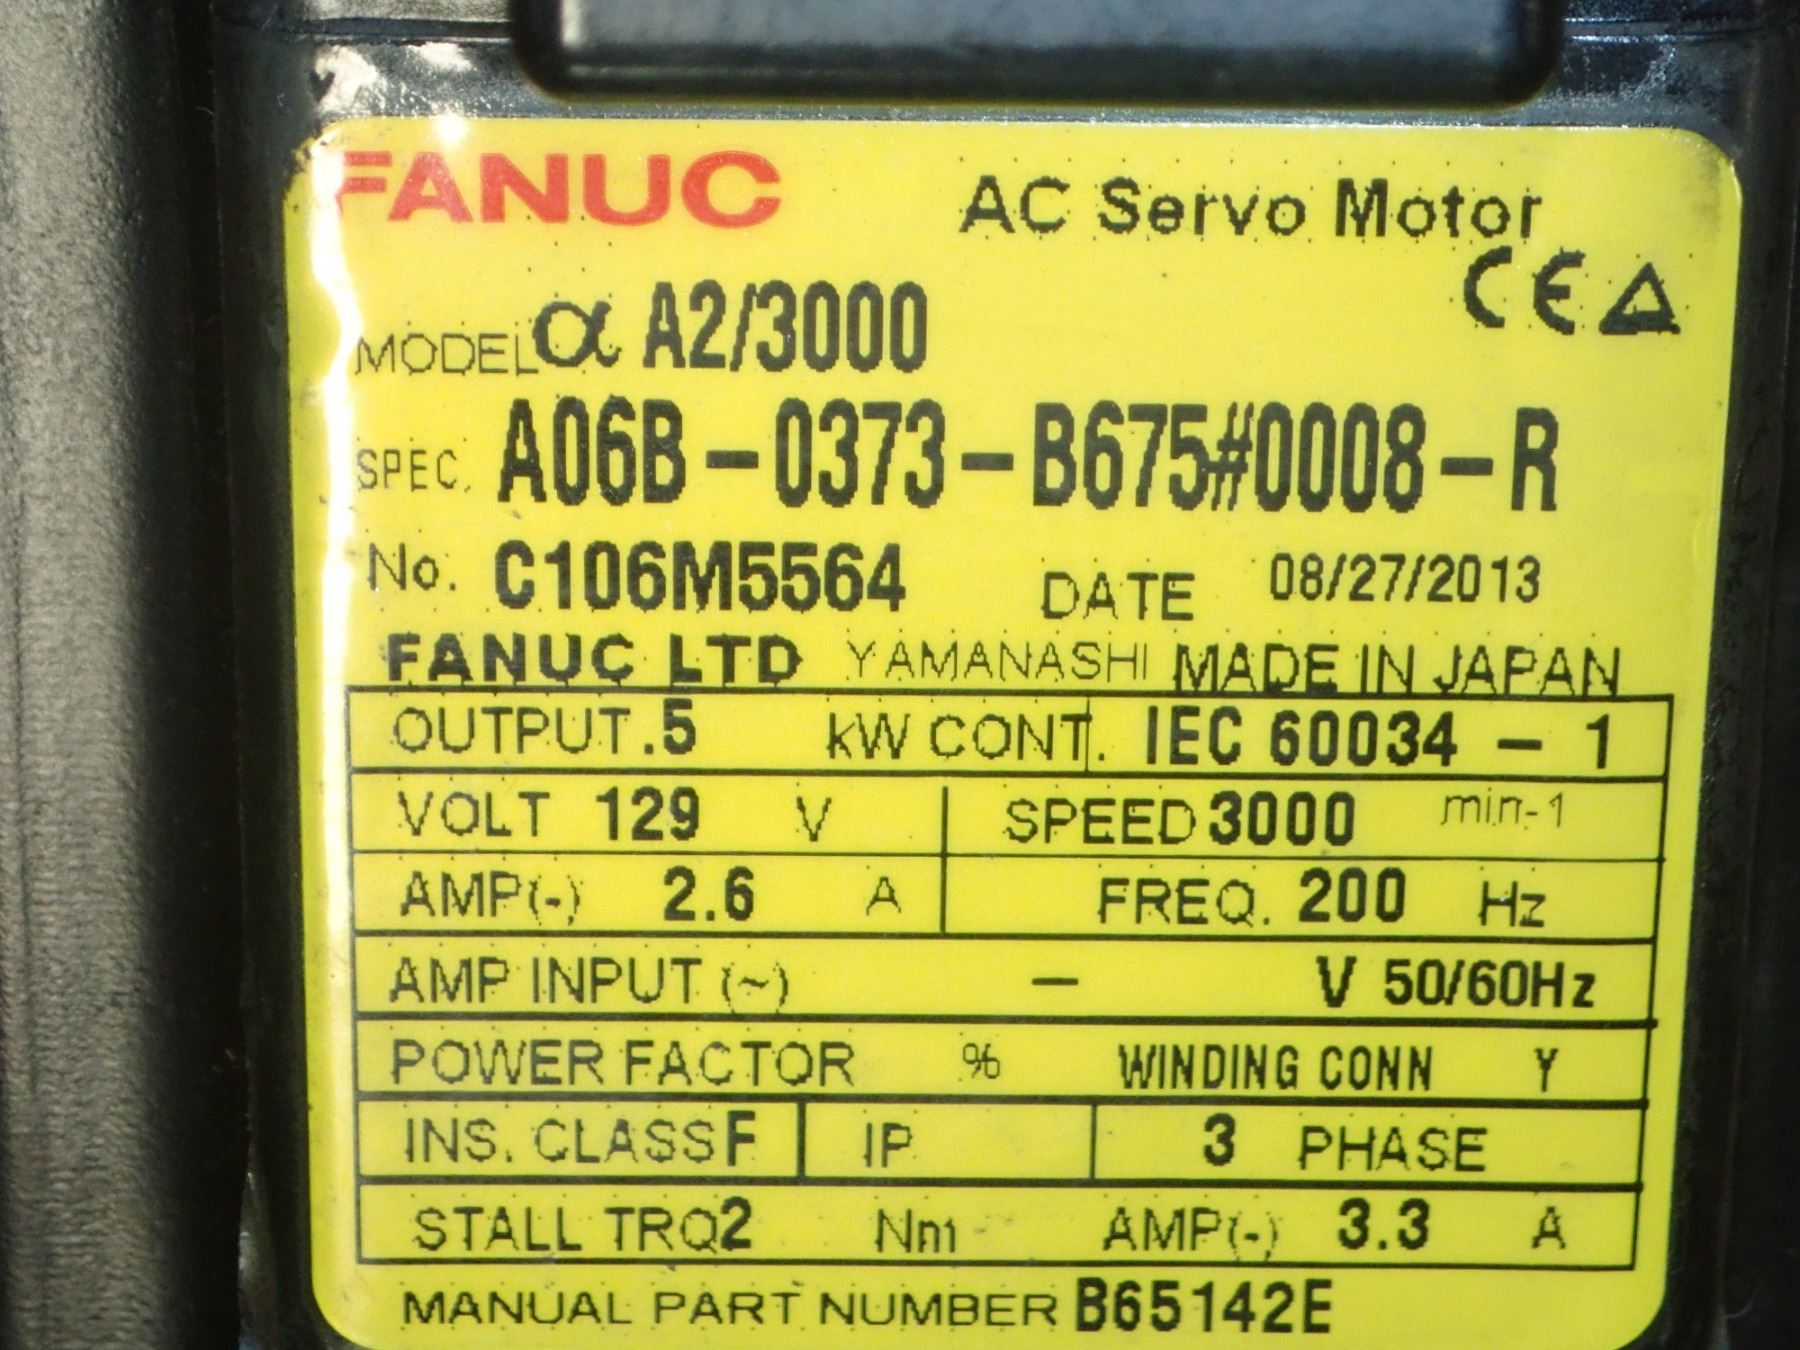 FANUC AC Servo Motor
CE
MODEL α A2/3000
SPEC. A06B-0373-B675#0008-R
No. C106M5564 DATE 08/27/2013
FANUC LTD YAMANASHI MADE IN JAPAN
OUTPUT .5 kW CONT. IEC 60034 - 1
VOLT 129 V SPEED 3000 min-1
AMP(~) 2.6 A FREQ. 200 Hz
AMP INPUT (~) - V 50/60Hz
POWER FACTOR % WINDING CONN Y
INS. CLASS F IP 3 PHASE
STALL TRQ 2 Nm AMP(~) 3.3 A
MANUAL PART NUMBER B65142E